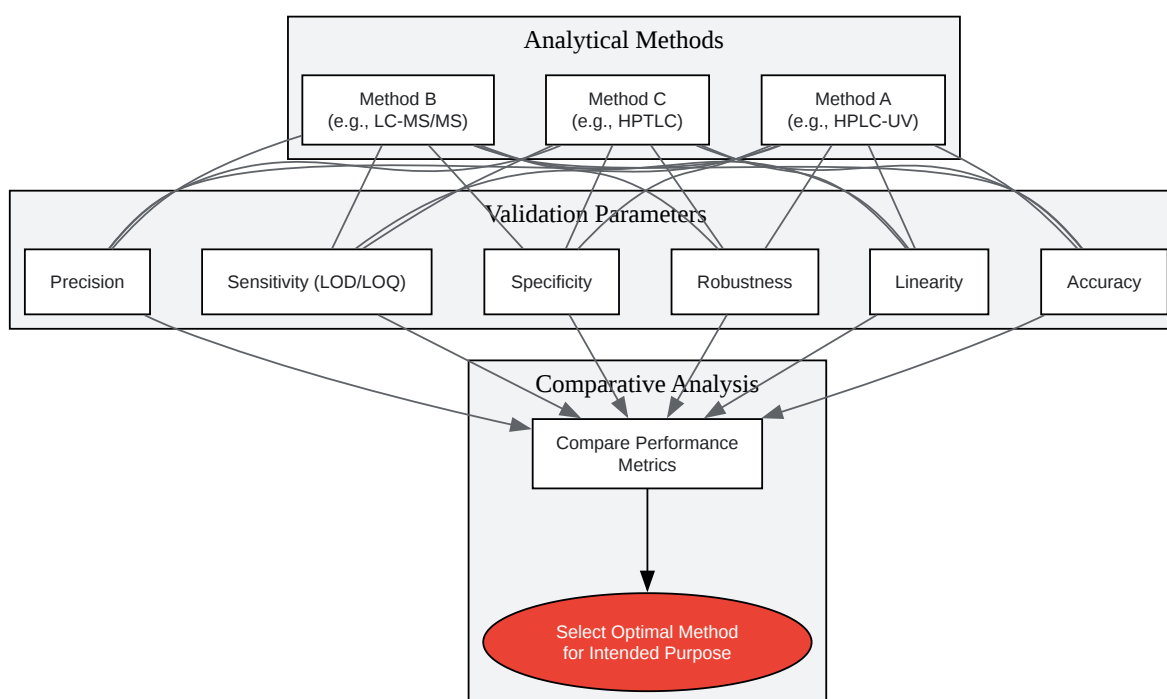 Analytical Methods
Method B
(e.g., LC-MS/MS)
Method C
(e.g., HPTLC)
Method A
(e.g., HPLC-UV)
Validation Parameters
Precision
Sensitivity (LOD/LOQ)
Specificity
Robustness
Linearity
Accuracy
Comparative Analysis
Compare Performance
Metrics
Select Optimal Method
for Intended Purpose